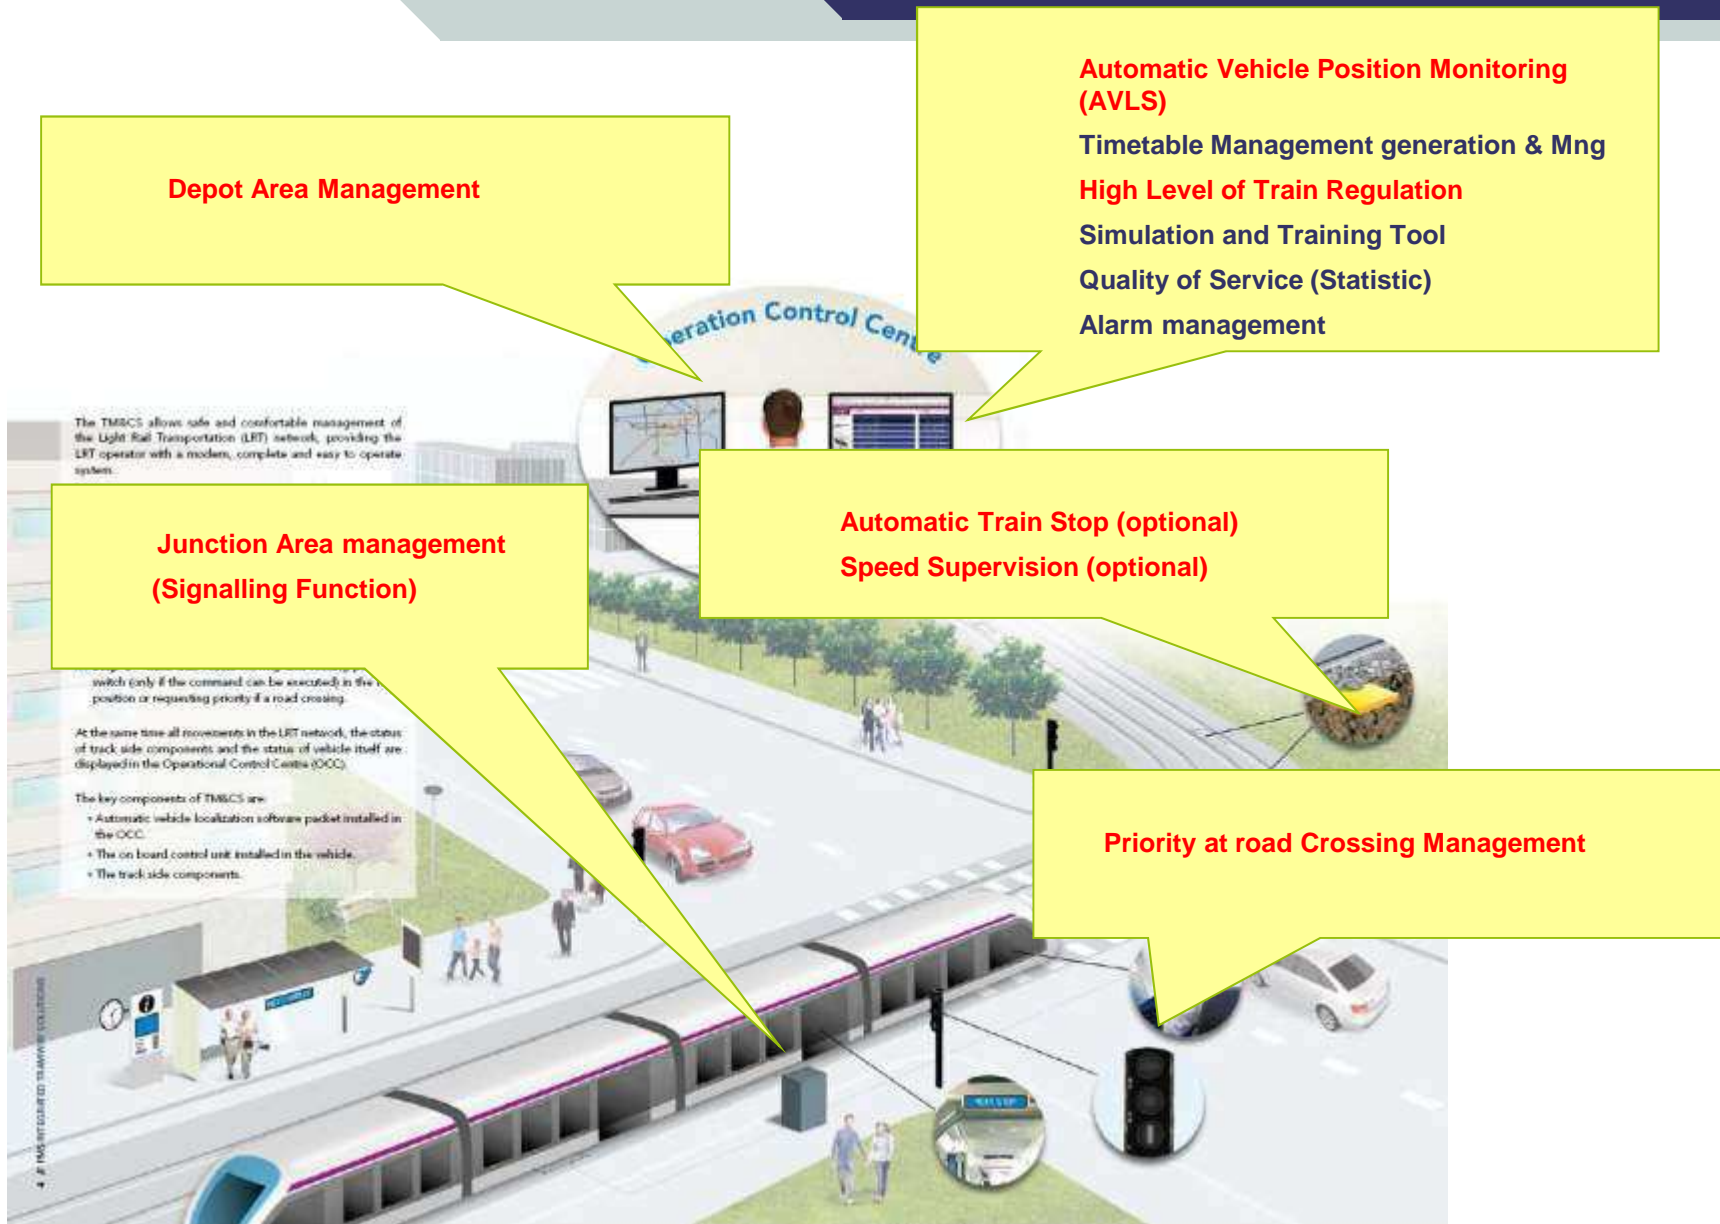 Automatic Vehicle Position Monitoring
(AVLS)
Timetable Management generation & Mng
High Level of Train Regulation
Simulation and Training Tool
Quality of Service (Statistic)
Alarm management
Depot Area Management
eration Control Centre
The TM&CS allows safe and comfortable management of
the Light Rail Transportation (LRT) network, providing the
LRT operator with a modern, complete and easy to operate
system.
Automatic Train Stop (optional)
Speed Supervision (optional)
Junction Area management
(Signalling Function)
switch (only if the command can be executed) in the
position or requesting priority if a road crossing.
At the same time all movements in the LRT network, the status
of track side components and the status of vehicle itself are
displayed in the Operational Control Centre (OCC).
The key components of TM&CS are:
• Automatic vehicle localization software packet installed in
the OCC.
• The on board control unit installed in the vehicle.
• The track side components.
Priority at road Crossing Management
NEXT STOP
4 // INTEGRATED TRAMWAY SOLUTIONS